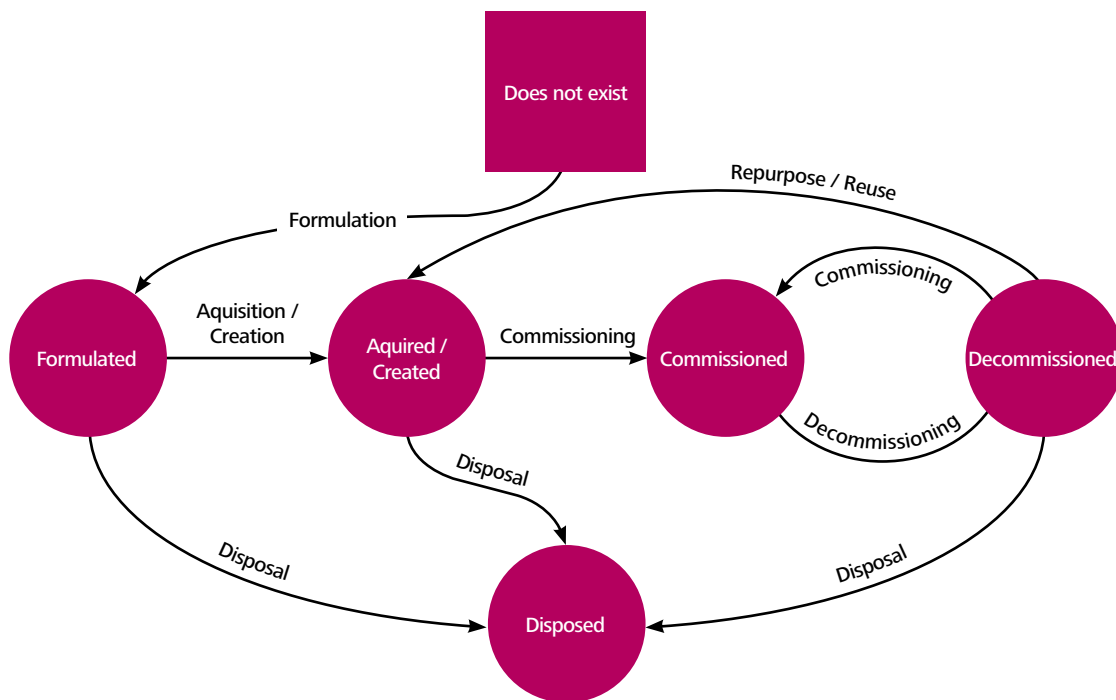 Does not exist
Repurpose / Reuse
Formulation
Commissioning
Aquisition /
Creation
Commissioning
Formulated
Aquired /
Created
Commissioned
Decommissioned
Decommissioning
Disposal
Disposal
Disposal
Disposed